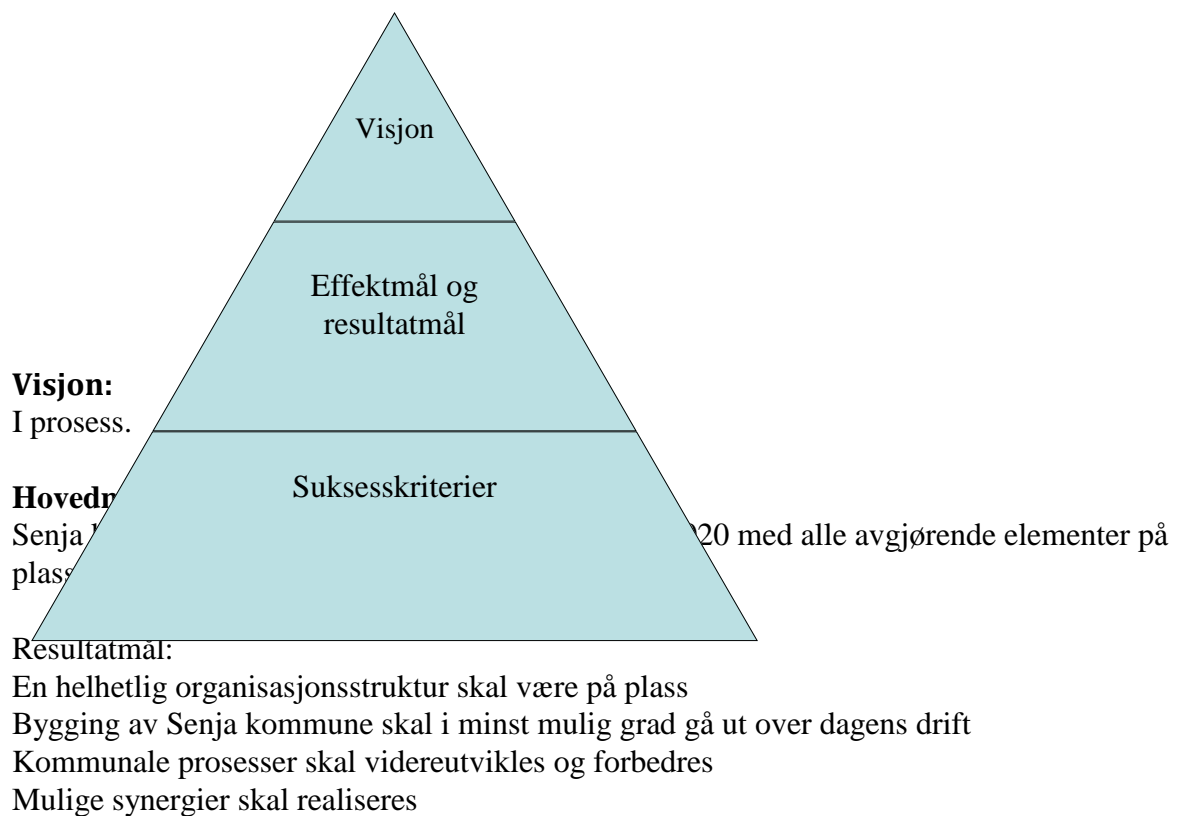 Visjon
Effektmål og
resultatmål
Suksesskriterier
Visjon:
I prosess.
Senja 20 med alle avgjørende elementer på
Resultatmål:
En helhetlig organisasjonsstruktur skal være på plass
Bygging av Senja kommune skal i minst mulig grad gå ut over dagens drift
Kommunale prosesser skal videreutvikles og forbedres
Mulige synergier skal realiseres